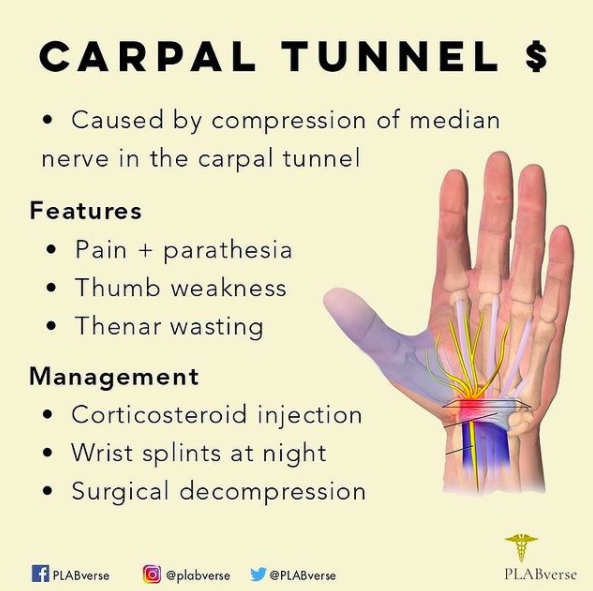 CARPAL TUNNEL $
• Caused by compression of median
nerve in the carpal tunnel
Features
• Pain + parathesia
• Thumb weakness
• Thenar wasting
Management
• Corticosteroid injection
• Wrist splints at night
• Surgical decompression
PLABverse @plabverse @PLABverse
PLABverse